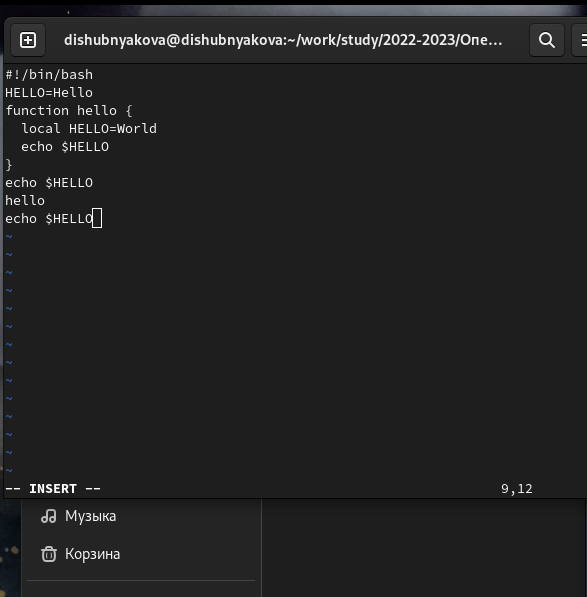 dishubnyakova@dishubnyakova:~/work/study/2022-2023/Опе...
#!/bin/bash
HELLO=Hello
function hello {
  local HELLO=World
  echo $HELLO
}
echo $HELLO
hello
echo $HELLO
~
~
~
~
~
~
~
~
~
~
~
~
~
~
-- INSERT -- 9,12
Музыка
Корзина